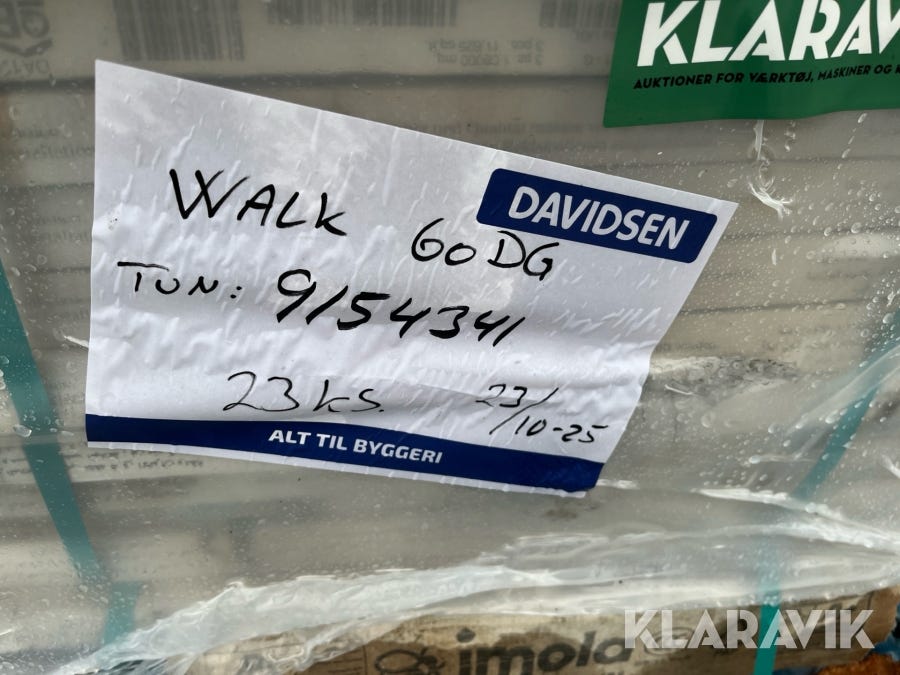 KLARAV
AUKTIONER FOR VÆRKTØJ, MASKINER OG
DAVIDSEN
WALK 60DG
TUN: 9154341
23 ks. 23/10-25
ALT TIL BYGGERI
imola
KLARAVIK